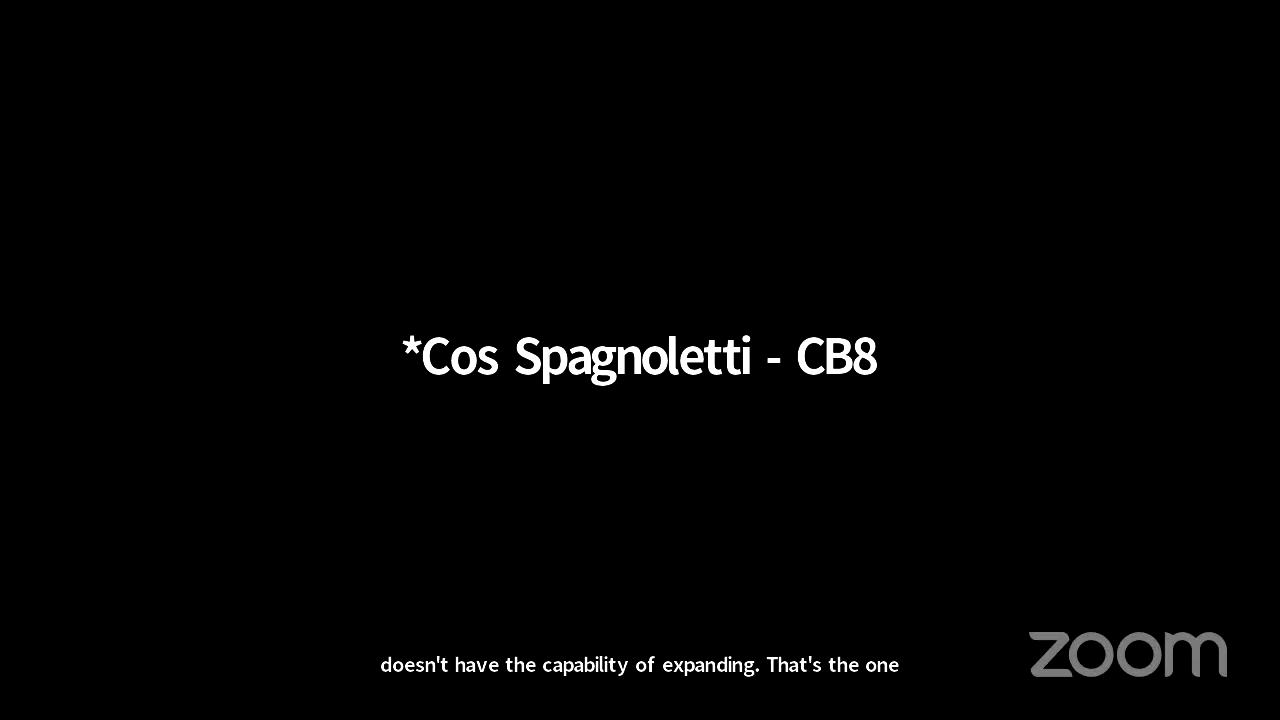 *Cos Spagnoletti - CB8
doesn't have the capability of expanding. That's the one
zoom